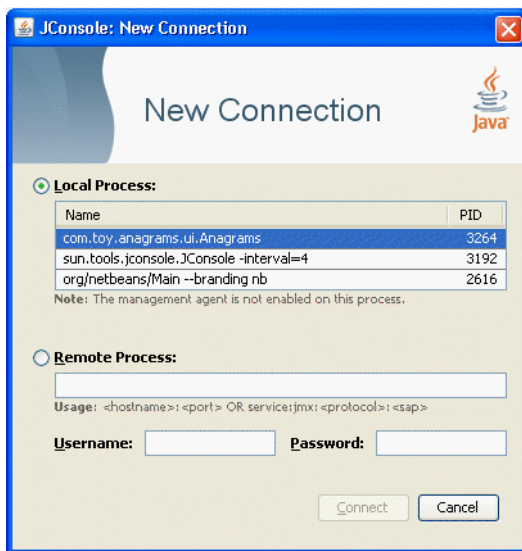 JConsole: New Connection
New Connection
Java
Local Process:
Name PID
com.toy.anagrams.ui.Anagrams 3264
sun.tools.jconsole.JConsole -interval=4 3192
org/netbeans/Main --branding nb 2616
Note: The management agent is not enabled on this process.
Remote Process:
Usage: <hostname>:<port> OR service:jmx:<protocol>:<sap>
Username: Password:
Connect Cancel